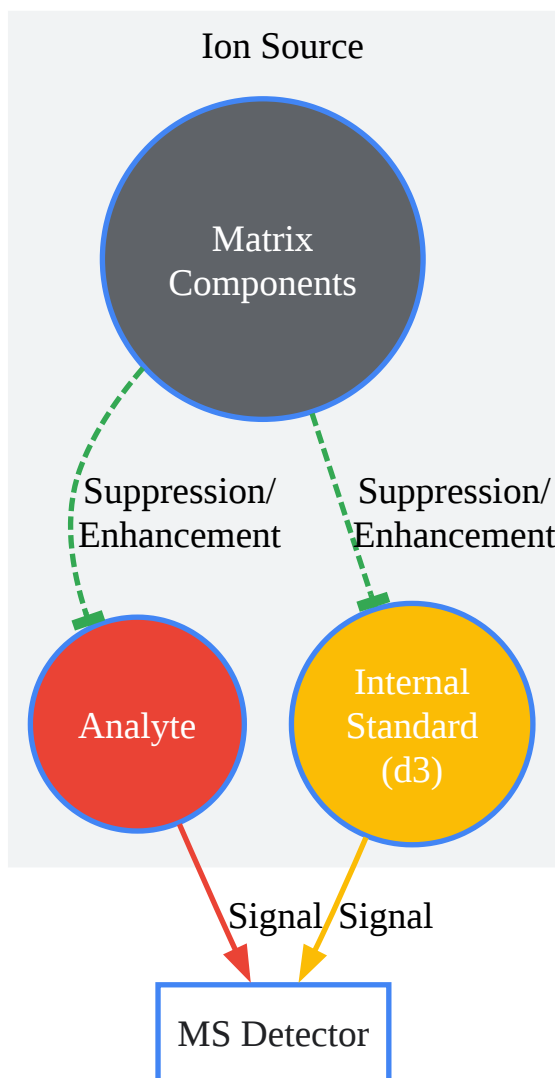 Ion Source
Matrix
Components
Suppression/
Enhancement
Suppression/
Enhancement
Analyte
Internal
Standard
(d3)
Signal
Signal
MS Detector